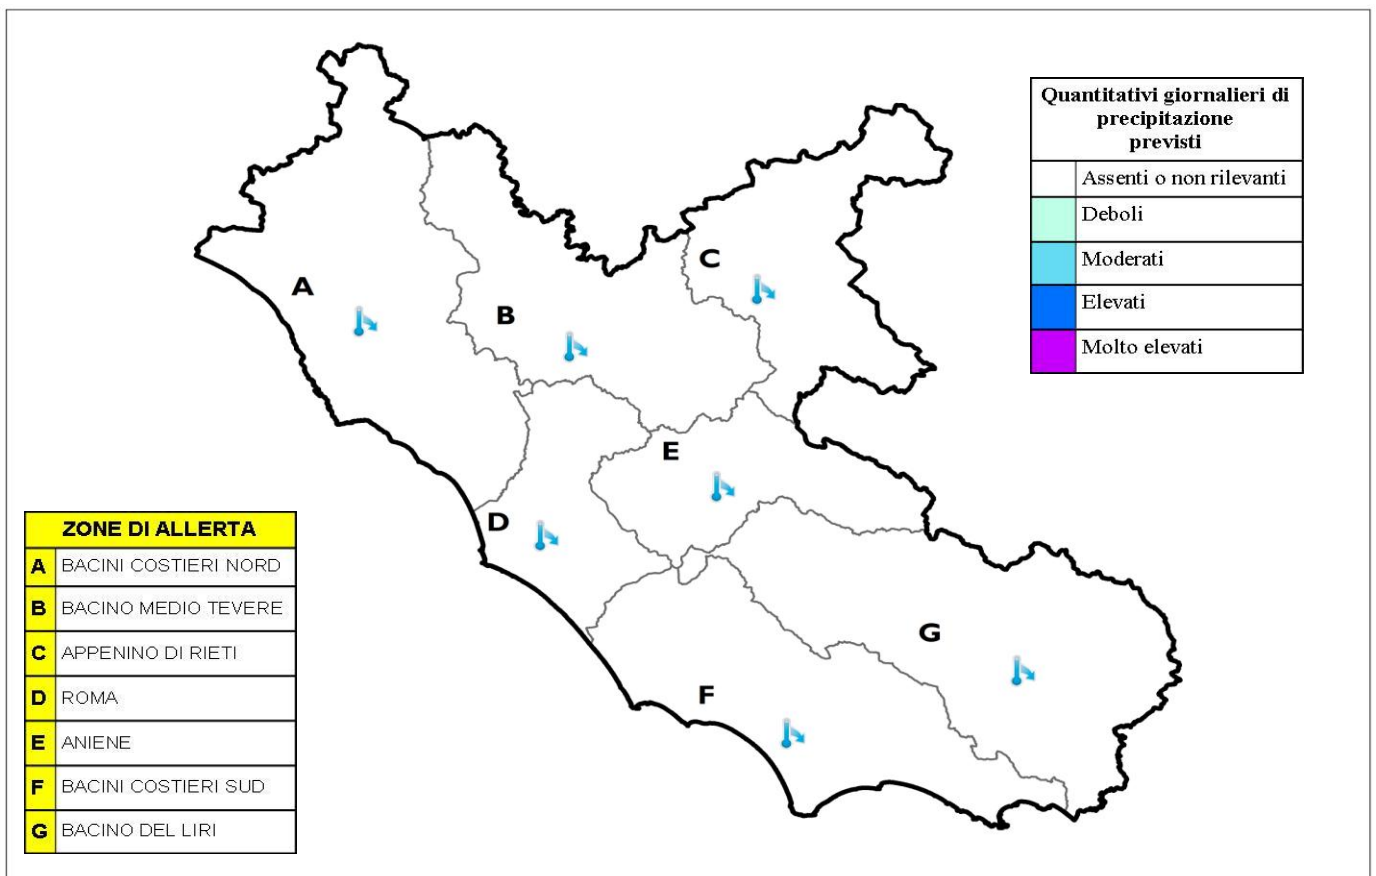 Quantitativi giornalieri di
precipitazione
previsti
Assenti o non rilevanti
Deboli
Moderati
Elevati
Molto elevati
A
B
C
D
E
F
G
ZONE DI ALLERTA
A BACINI COSTIERI NORD
B BACINO MEDIO TEVERE
C APPENINO DI RIETI
D ROMA
E ANIENE
F BACINI COSTIERI SUD
G BACINO DEL LIRI